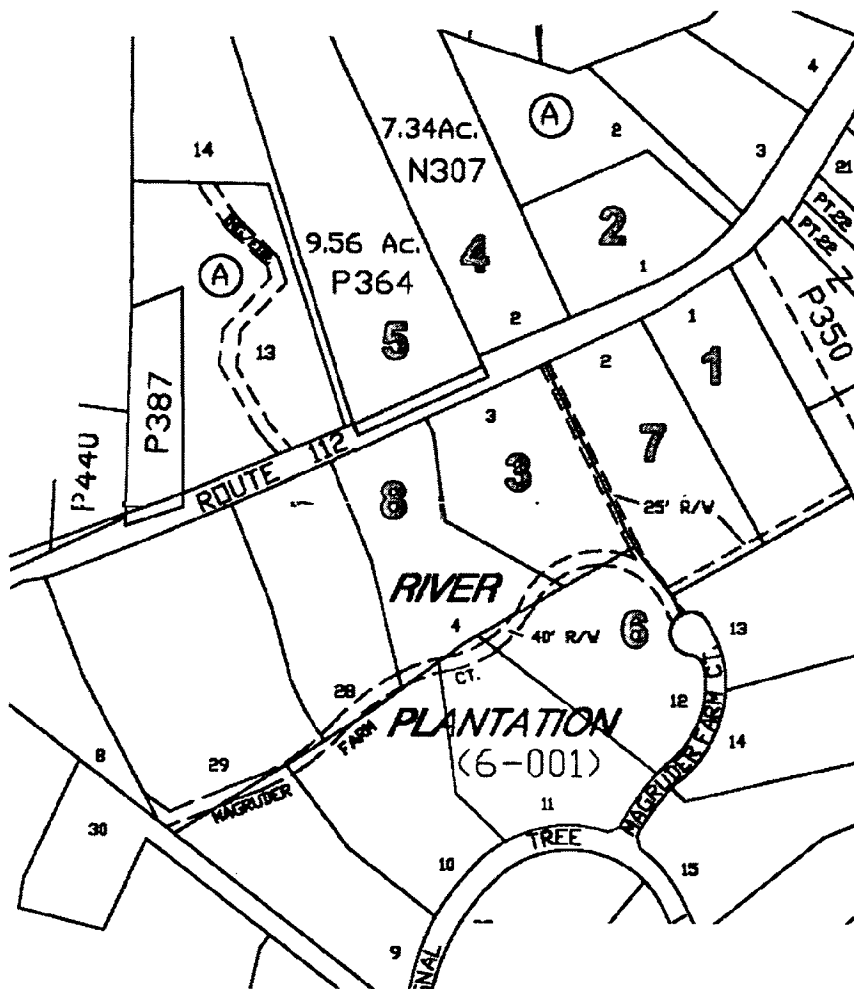 4
A
2
7.34Ac.
N307
3
21
14
PT.22
PT.22
2
1
9.56 Ac.
P364
4
A
P350
2
1
5
13
2
1
P387
3
7
P440
ROUTE 112
8
3
25' R/W
RIVER
4
40' R/W
6
13
CT.
28
12
PLANTATION
FARM
14
(6-001)
8
29
MAGRUDER
MAGRUDER FARM CT.
11
30
TREE
10
15
9